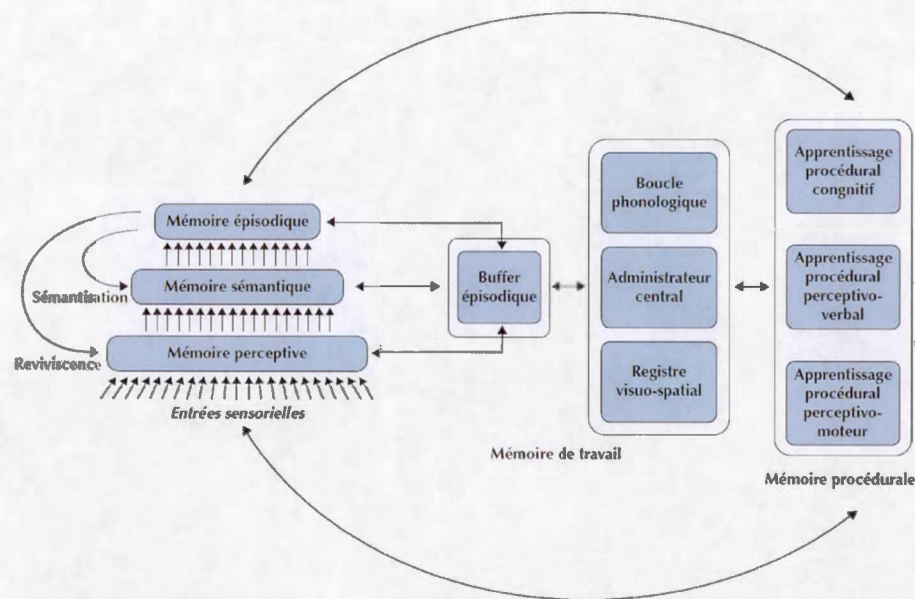 Mémoire épisodique
Sémantisation
Mémoire sémantique
Reviviscence
Mémoire perceptive
Entrées sensorielles
Buffer
épisodique
Boucle
phonologique
Administrateur
central
Registre
visuo-spatial
Mémoire de travail
Apprentissage
procédural
congnitif
Apprentissage
procédural
perceptivo-
verbal
Apprentissage
procédural
perceptivo-
moteur
Mémoire procédurale